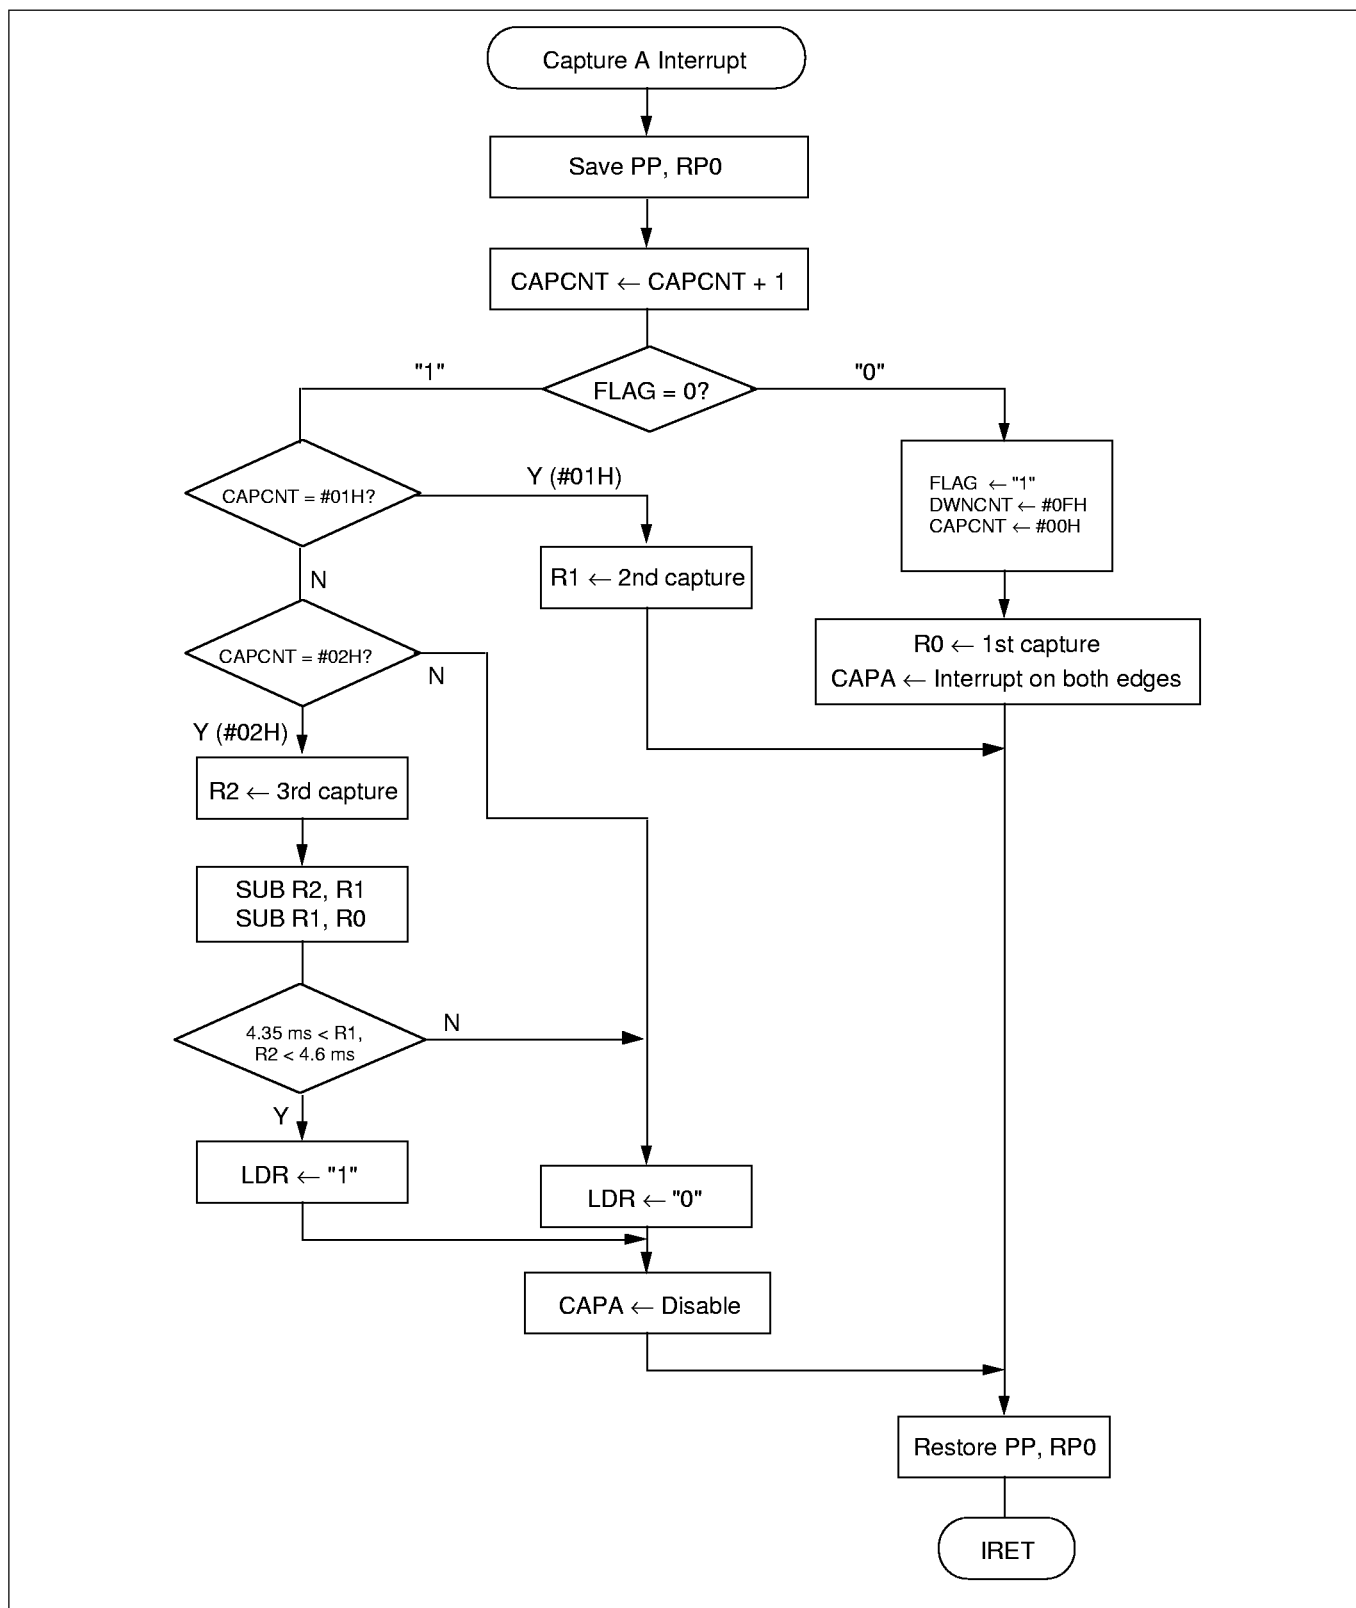 Capture A Interrupt
Save PP, RP0
CAPCNT ← CAPCNT + 1
"1"
FLAG = 0?
"0"
CAPCNT = #01H?
Y (#01H)
FLAG ← "1"
DWNCNT ← #0FH
CAPCNT ← #00H
N
R1 ← 2nd capture
R0 ← 1st capture
CAPA ← Interrupt on both edges
CAPCNT = #02H?
N
Y (#02H)
R2 ← 3rd capture
SUB R2, R1
SUB R1, R0
4.35 ms < R1,
R2 < 4.6 ms
N
Y
LDR ← "1"
LDR ← "0"
CAPA ← Disable
Restore PP, RP0
IRET